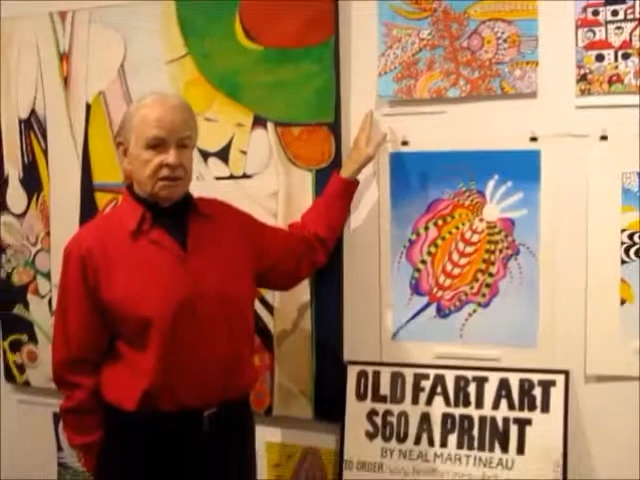 OLD FART ART
$60 A PRINT
BY NEAL MARTINEAU
TO ORDER